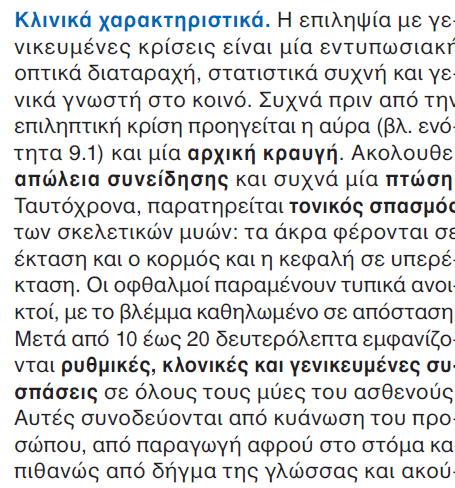 Κλινικά χαρακτηριστικά. Η επιληψία με γε-
νικευμένες κρίσεις είναι μία εντυπωσιακή
οπτικά διαταραχή, στατιστικά συχνή και γε-
νικά γνωστή στο κοινό. Συχνά πριν από την
επιληπτική κρίση προηγείται η αύρα (βλ. ενό-
τητα 9.1) και μία αρχική κραυγή. Ακολουθε
απώλεια συνείδησης και συχνά μία πτώση
Ταυτόχρονα, παρατηρείται τονικός σπασμός
των σκελετικών μυών: τα άκρα φέρονται σε
έκταση και ο κορμός και η κεφαλή σε υπερέ-
κταση. Οι οφθαλμοί παραμένουν τυπικά ανοι-
κτοί, με το βλέμμα καθηλωμένο σε απόσταση
Μετά από 10 έως 20 δευτερόλεπτα εμφανίζο-
νται ρυθμικές, κλονικές και γενικευμένες συ-
σπάσεις σε όλους τους μύες του ασθενούς
Αυτές συνοδεύονται από κυάνωση του προ-
σώπου, από παραγωγή αφρού στο στόμα κα
πιθανώς από δήγμα της γλώσσας και ακού-